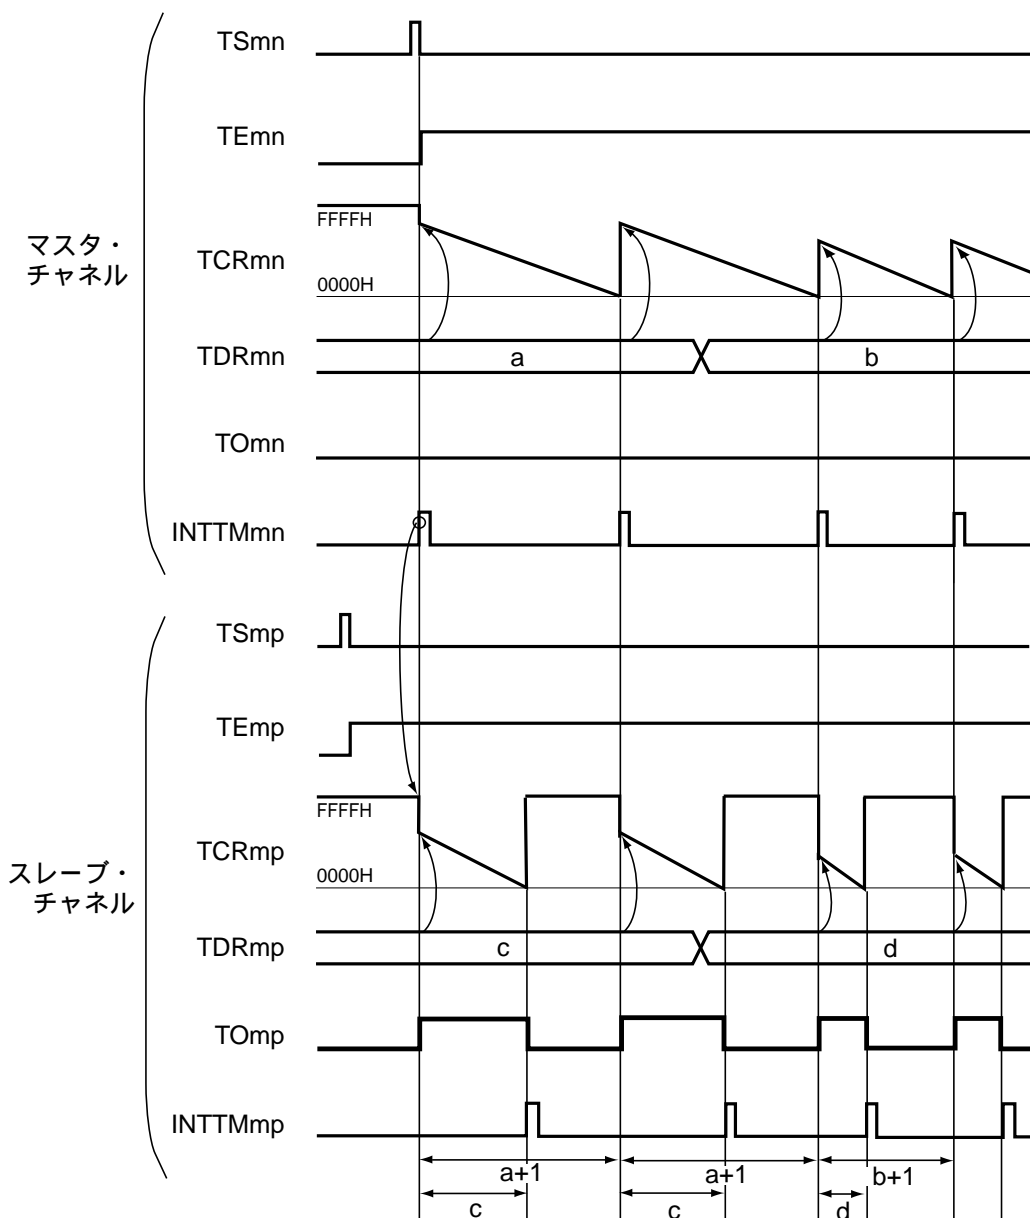 マスタ・
チャネル
TSmn
TEmn
TCRmn
FFFFH
0000H
TDRmn
a
b
TOmn
INTTMmn
スレーブ・
チャネル
TSmp
TEmp
TCRmp
FFFFH
0000H
TDRmp
c
d
TOmp
INTTMmp
a+1
a+1
b+1
c
c
d